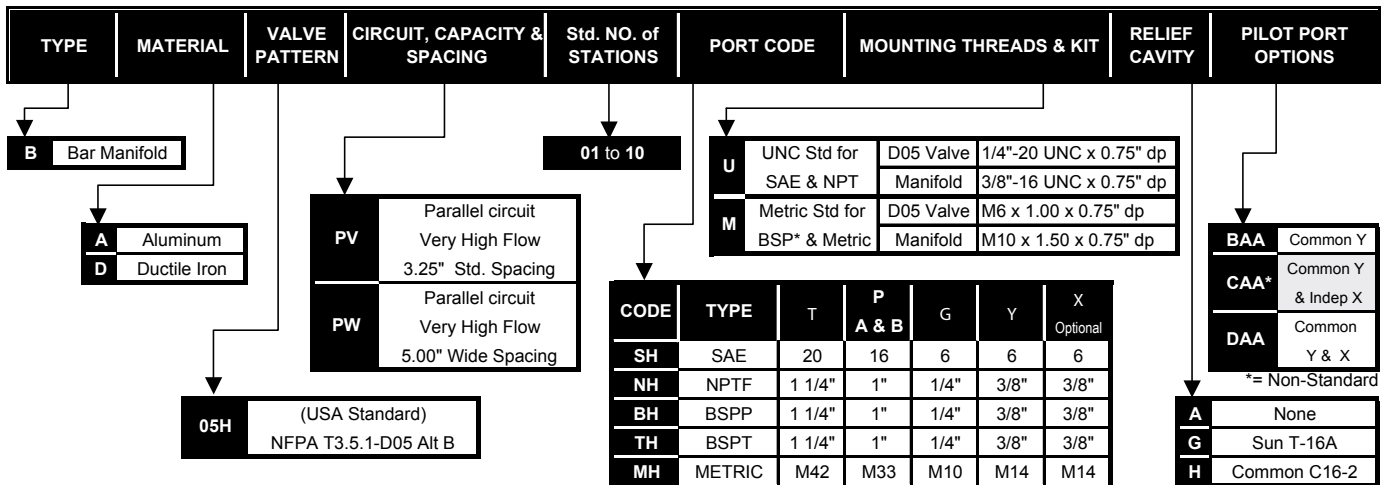 TYPE MATERIAL VALVE PATTERN CIRCUIT, CAPACITY & SPACING Std. NO. of STATIONS PORT CODE MOUNTING THREADS & KIT RELIEF CAVITY PILOT PORT OPTIONS
B Bar Manifold
A Aluminum
D Ductile Iron
05H (USA Standard)
NFPA T3.5.1-D05 Alt B
PV Parallel circuit
Very High Flow
3.25" Std. Spacing
PW Parallel circuit
Very High Flow
5.00" Wide Spacing
01 to 10
U UNC Std for D05 Valve 1/4"-20 UNC x 0.75" dp
SAE & NPT Manifold 3/8"-16 UNC x 0.75" dp
M Metric Std for D05 Valve M6 x 1.00 x 0.75" dp
BSP* & Metric Manifold M10 x 1.50 x 0.75" dp
CODE TYPE T P A & B G Y X Optional
SH SAE 20 16 6 6 6
NH NPTF 1 1/4" 1" 1/4" 3/8" 3/8"
BH BSPP 1 1/4" 1" 1/4" 3/8" 3/8"
TH BSPT 1 1/4" 1" 1/4" 3/8" 3/8"
MH METRIC M42 M33 M10 M14 M14
BAA Common Y
CAA* Common Y
& Indep X
DAA Common
Y & X
*= Non-Standard
A None
G Sun T-16A
H Common C16-2